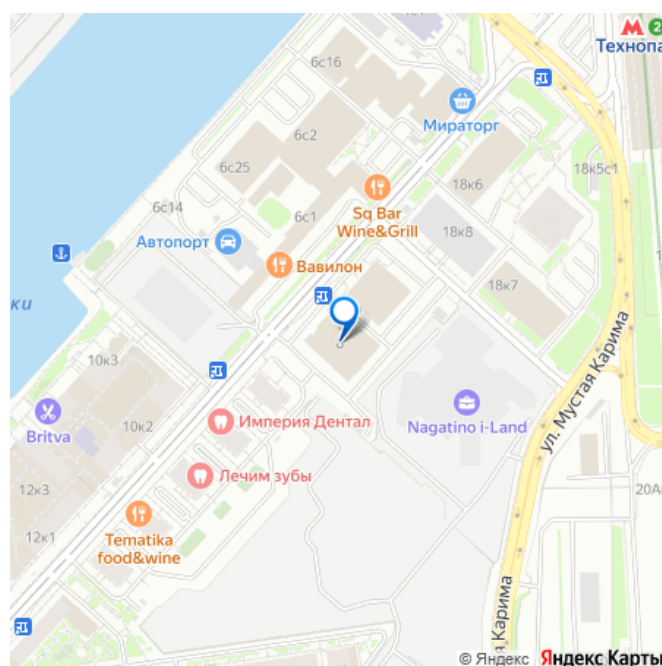 6с16
М 2
Технопа
Мираторг
6с2
6с25
18к6
18к5с1
6с14
6с1
Sq Bar
Wine&Grill
18к8
Автопорт
Вавилон
18к7
ки
10к3
ул. Мустая Карима
Britva
10к2
Империя Дентал
Nagatino i-Land
Лечим зубы
12к3
20А
12к1
Tematika
food&wine
я Карима
© Яндекс Яндекс Карты